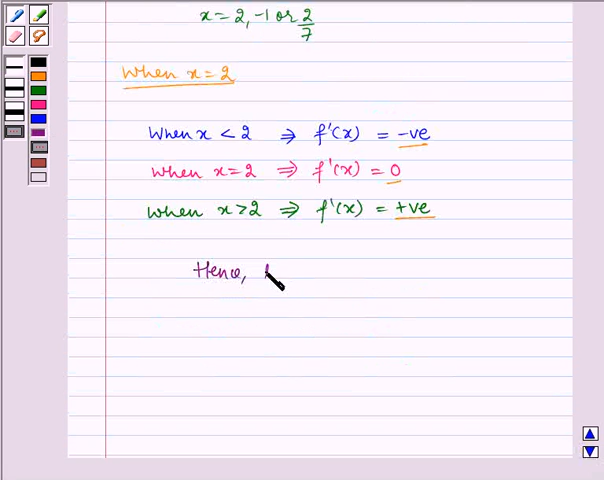 x = 2, -1 or 2/7
When x = 2
When x < 2 ⇒ f'(x) = -ve
when x = 2 ⇒ f'(x) = 0
when x > 2 ⇒ f'(x) = +ve
Hence,